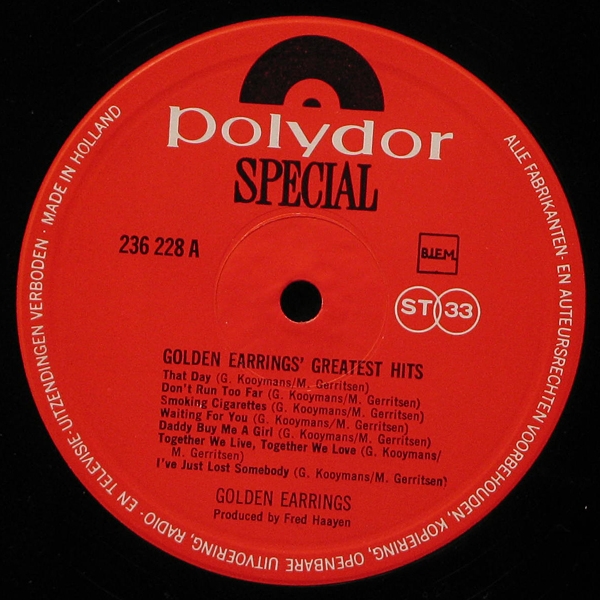 polydor
SPECIAL
236 228 A
B.I.E.M.
ST 33
GOLDEN EARRINGS' GREATEST HITS
That Day (G. Kooymans/M. Gerritsen)
Don't Run Too Far (G. Kooymans/M. Gerritsen)
Smoking Cigarettes (G. Kooymans/M. Gerritsen)
Waiting For You (G. Kooymans/M. Gerritsen)
Daddy Buy Me A Girl (G. Kooymans/M. Gerritsen)
Together We Live, Together We Love (G. Kooymans/
M. Gerritsen)
I've Just Lost Somebody (G. Kooymans/M. Gerritsen)
GOLDEN EARRINGS
Produced by Fred Haayen
ALLE FABRIKANTEN- EN AUTEURSRECHTEN VOORBEHOUDEN, KOPIERING, OPENBARE UITVOERING, RADIO- EN TELEVISIE-UITZENDINGEN VERBODEN · MADE IN HOLLAND